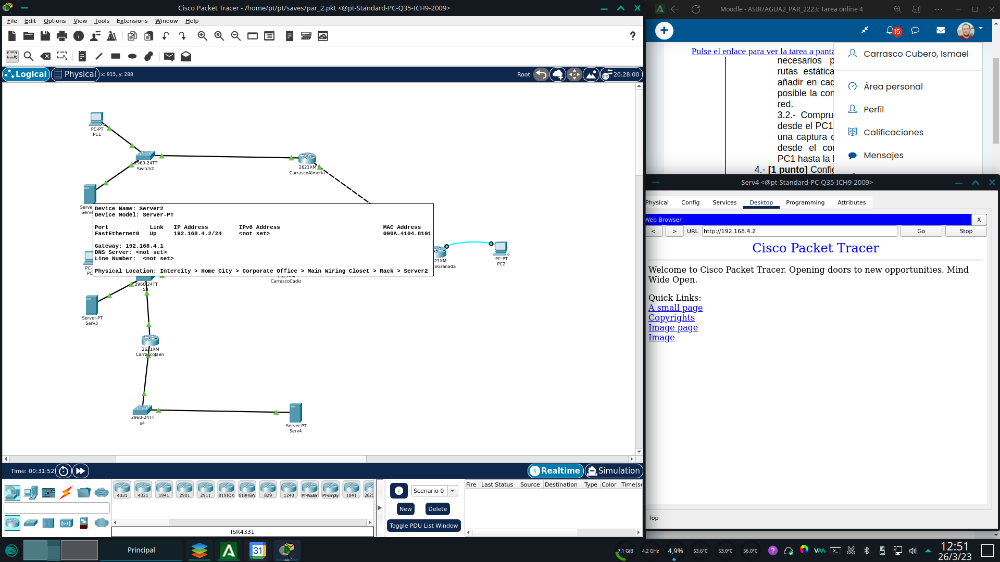 Cisco Packet Tracer - /home/pt/pt/saves/par_2.pkt <@pt-Standard-PC-Q35-ICH9-2009>
File Edit Options View Tools Extensions Window Help
?
Logical Physical x: 915, y: 288
Root 20:28:00
PC-PT
PC1
2960-24TT
Switch2
2621XM
CarrascoAlmeria
Serve
Serve
Device Name: Server2
Device Model: Server-PT
Port Link IP Address IPv6 Address MAC Address
FastEthernet0 Up 192.168.4.2/24 <not set> 000A.4104.8101
Gateway: 192.168.4.1
DNS Server: <not set>
Line Number: <not set>
Physical Location: Intercity > Home City > Corporate Office > Main Wiring Closet > Rack > Server2
PC-
PC
21XM
coGranada
PC-PT
PC2
CarrascoCadiz
2960-24TT
S3
Server-PT
Serv3
2621XM
CarrascoJaen
2960-24TT
s4
Server-PT
Serv4
Time: 00:31:52
Realtime Simulation
4331 4321 1941 2901 2911 819IOX 819HGW 829 1240 PT-Router PT-Empty 1841 2620
ISR4331
Scenario 0
New Delete
Toggle PDU List Window
Fire Last Status Source Destination Type Color Time(se
Moodle - ASIR/AGUA2_PAR_2223: Tarea online 4
15
Pulse el enlace para ver la tarea a panta
necesarios p
rutas estática
añadir en cad
posible la con
red.
3.2.- Compru
desde el PC1
una captura d
desde el con
PC1 hasta la I
4.- [1 punto] Config
Carrasco Cubero, Ismael
Área personal
Perfil
Calificaciones
Mensajes
Serv4 <@pt-Standard-PC-Q35-ICH9-2009>
Physical Config Services Desktop Programming Attributes
Web Browser X
< > URL http://192.168.4.2 Go Stop
Cisco Packet Tracer
Welcome to Cisco Packet Tracer. Opening doors to new opportunities. Mind
Wide Open.
Quick Links:
A small page
Copyrights
Image page
Image
Top
Principal
31
7,1 GiB 4,2 GHz 4,9% 53,6°C 53,0°C 56,0°C
12:51
26/3/23